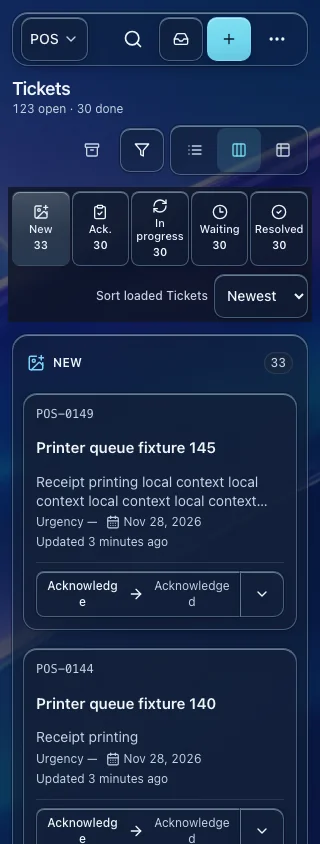 POS
Tickets
123 open · 30 done
New
33
Ack.
30
In
progress
30
Waiting
30
Resolved
30
Sort loaded Tickets
Newest
NEW
33
POS-0149
Printer queue fixture 145
Receipt printing local context local
context local context local context...
Urgency — Nov 28, 2026
Updated 3 minutes ago
Acknowledg
e
Acknowledge
d
POS-0144
Printer queue fixture 140
Receipt printing
Urgency — Nov 28, 2026
Updated 3 minutes ago
Acknowledg
e
Acknowledge
d